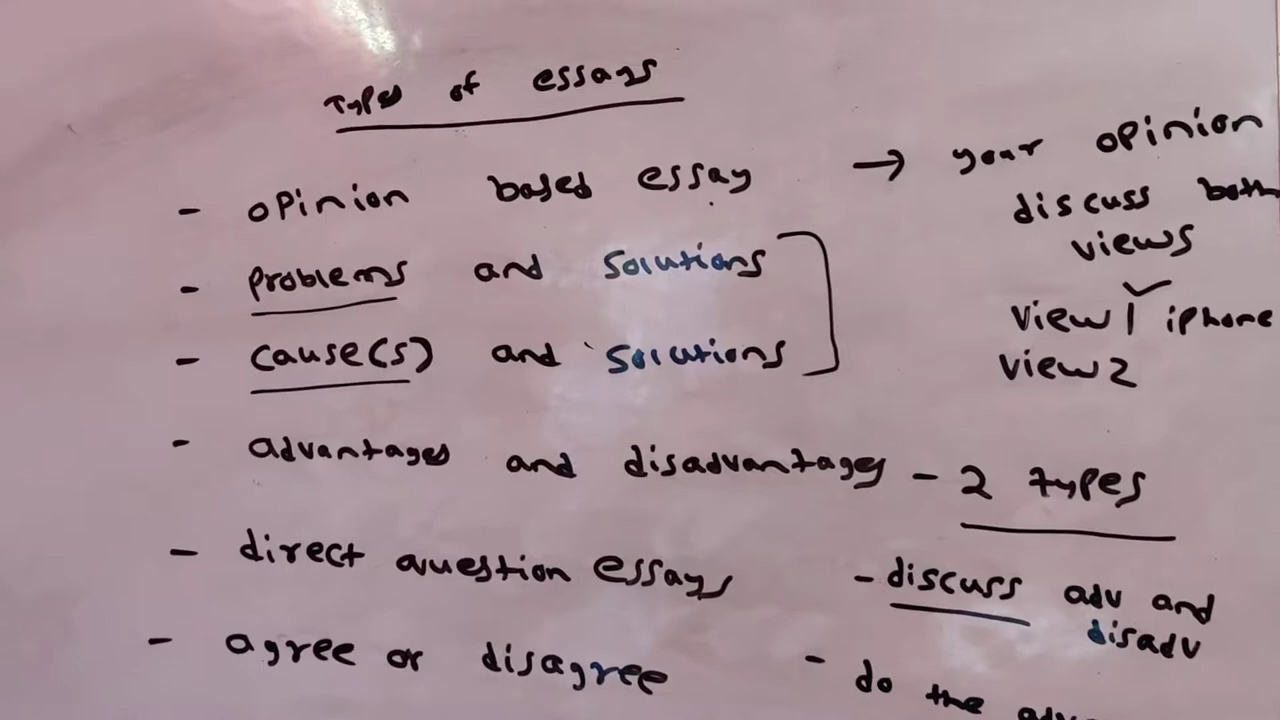 Types of essays
- opinion based essay → your opinion
discuss both
views
- problems and solutions
view 1 ✓ iphone
- cause(s) and solutions
view 2
- advantages and disadvantages - 2 types
- direct question essays
- discuss adv and
disadv
- agree or disagree
- do the